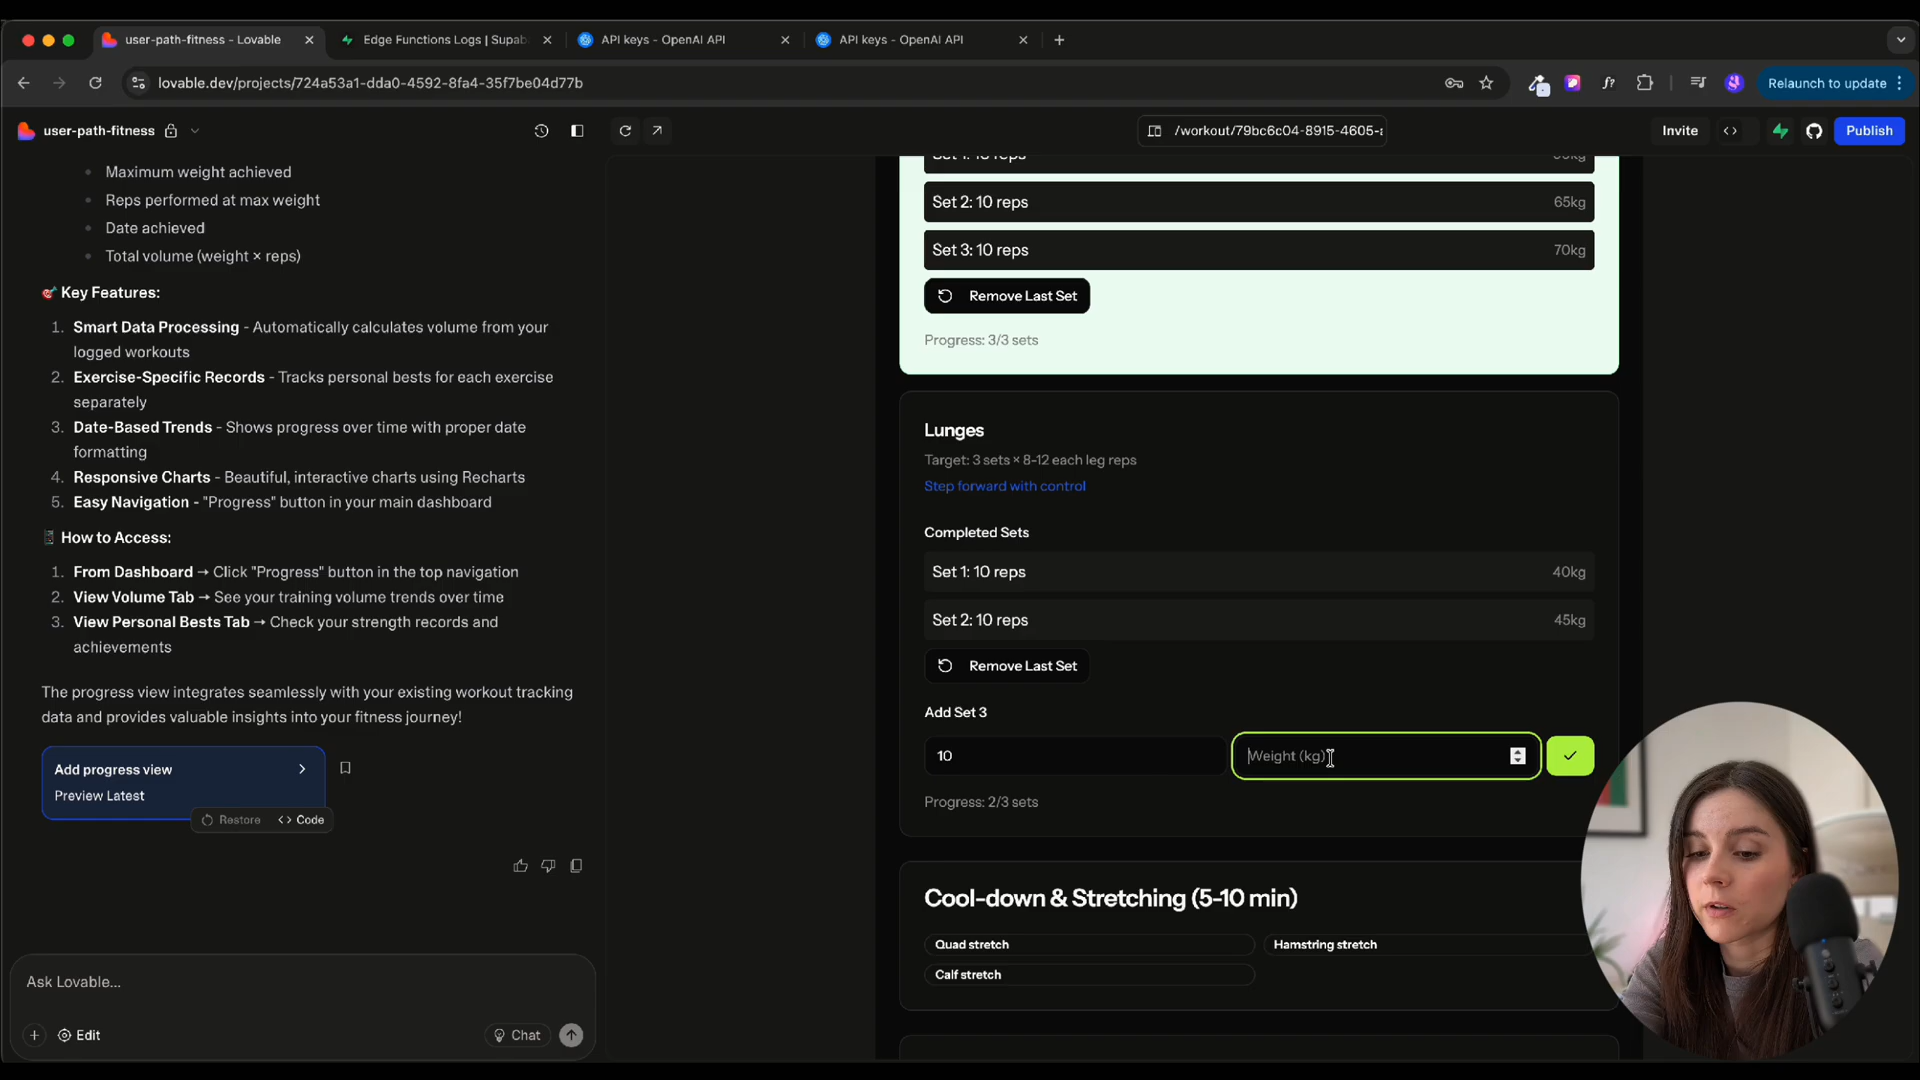 user-path-fitness - Lovable
Edge Functions Logs | Supab
API keys - OpenAI API
API keys - OpenAI API
lovable.dev/projects/724a53a1-dda0-4592-8fa4-35f7be04d77b
f?
Relaunch to update
user-path-fitness
/workout/79bc6c04-8915-4605-
Invite
Publish
Maximum weight achieved
Reps performed at max weight
Date achieved
Total volume (weight × reps)
Key Features:
1. Smart Data Processing - Automatically calculates volume from your
logged workouts
2. Exercise-Specific Records - Tracks personal bests for each exercise
separately
3. Date-Based Trends - Shows progress over time with proper date
formatting
4. Responsive Charts - Beautiful, interactive charts using Recharts
5. Easy Navigation - "Progress" button in your main dashboard
How to Access:
1. From Dashboard → Click "Progress" button in the top navigation
2. View Volume Tab → See your training volume trends over time
3. View Personal Bests Tab → Check your strength records and
achievements
The progress view integrates seamlessly with your existing workout tracking
data and provides valuable insights into your fitness journey!
Add progress view
Preview Latest
Restore
Code
Ask Lovable...
Edit
Chat
Set 2: 10 reps
65kg
Set 3: 10 reps
70kg
Remove Last Set
Progress: 3/3 sets
Lunges
Target: 3 sets × 8-12 each leg reps
Step forward with control
Completed Sets
Set 1: 10 reps
40kg
Set 2: 10 reps
45kg
Remove Last Set
Add Set 3
10
Weight (kg)
Progress: 2/3 sets
Cool-down & Stretching (5-10 min)
Quad stretch
Hamstring stretch
Calf stretch